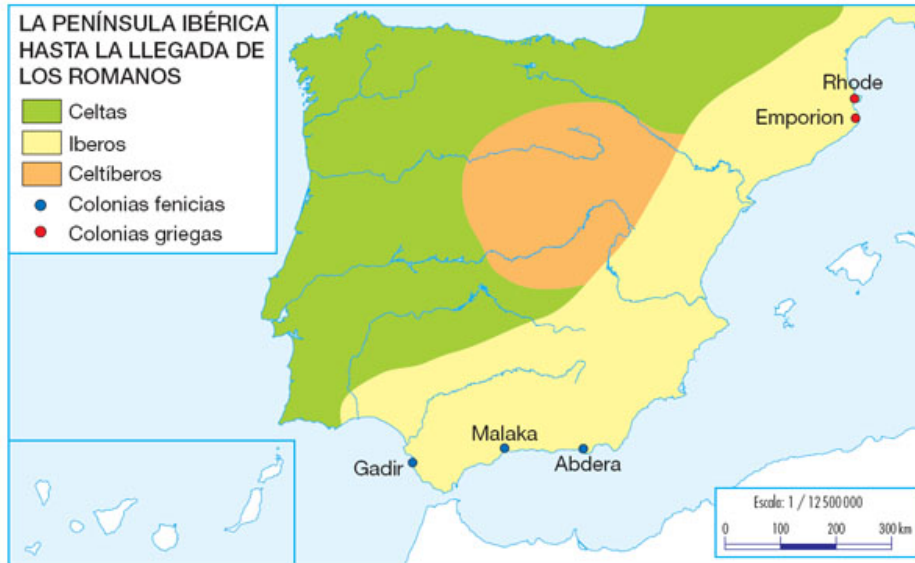 LA PENÍNSULA IBÉRICA
HASTA LA LLEGADA DE
LOS ROMANOS
Celtas
Iberos
Celtíberos
Colonias fenicias
Colonias griegas
Rhode
Emporion
Malaka
Gadir
Abdera
Escala: 1 / 12 500 000
0 100 200 300 km